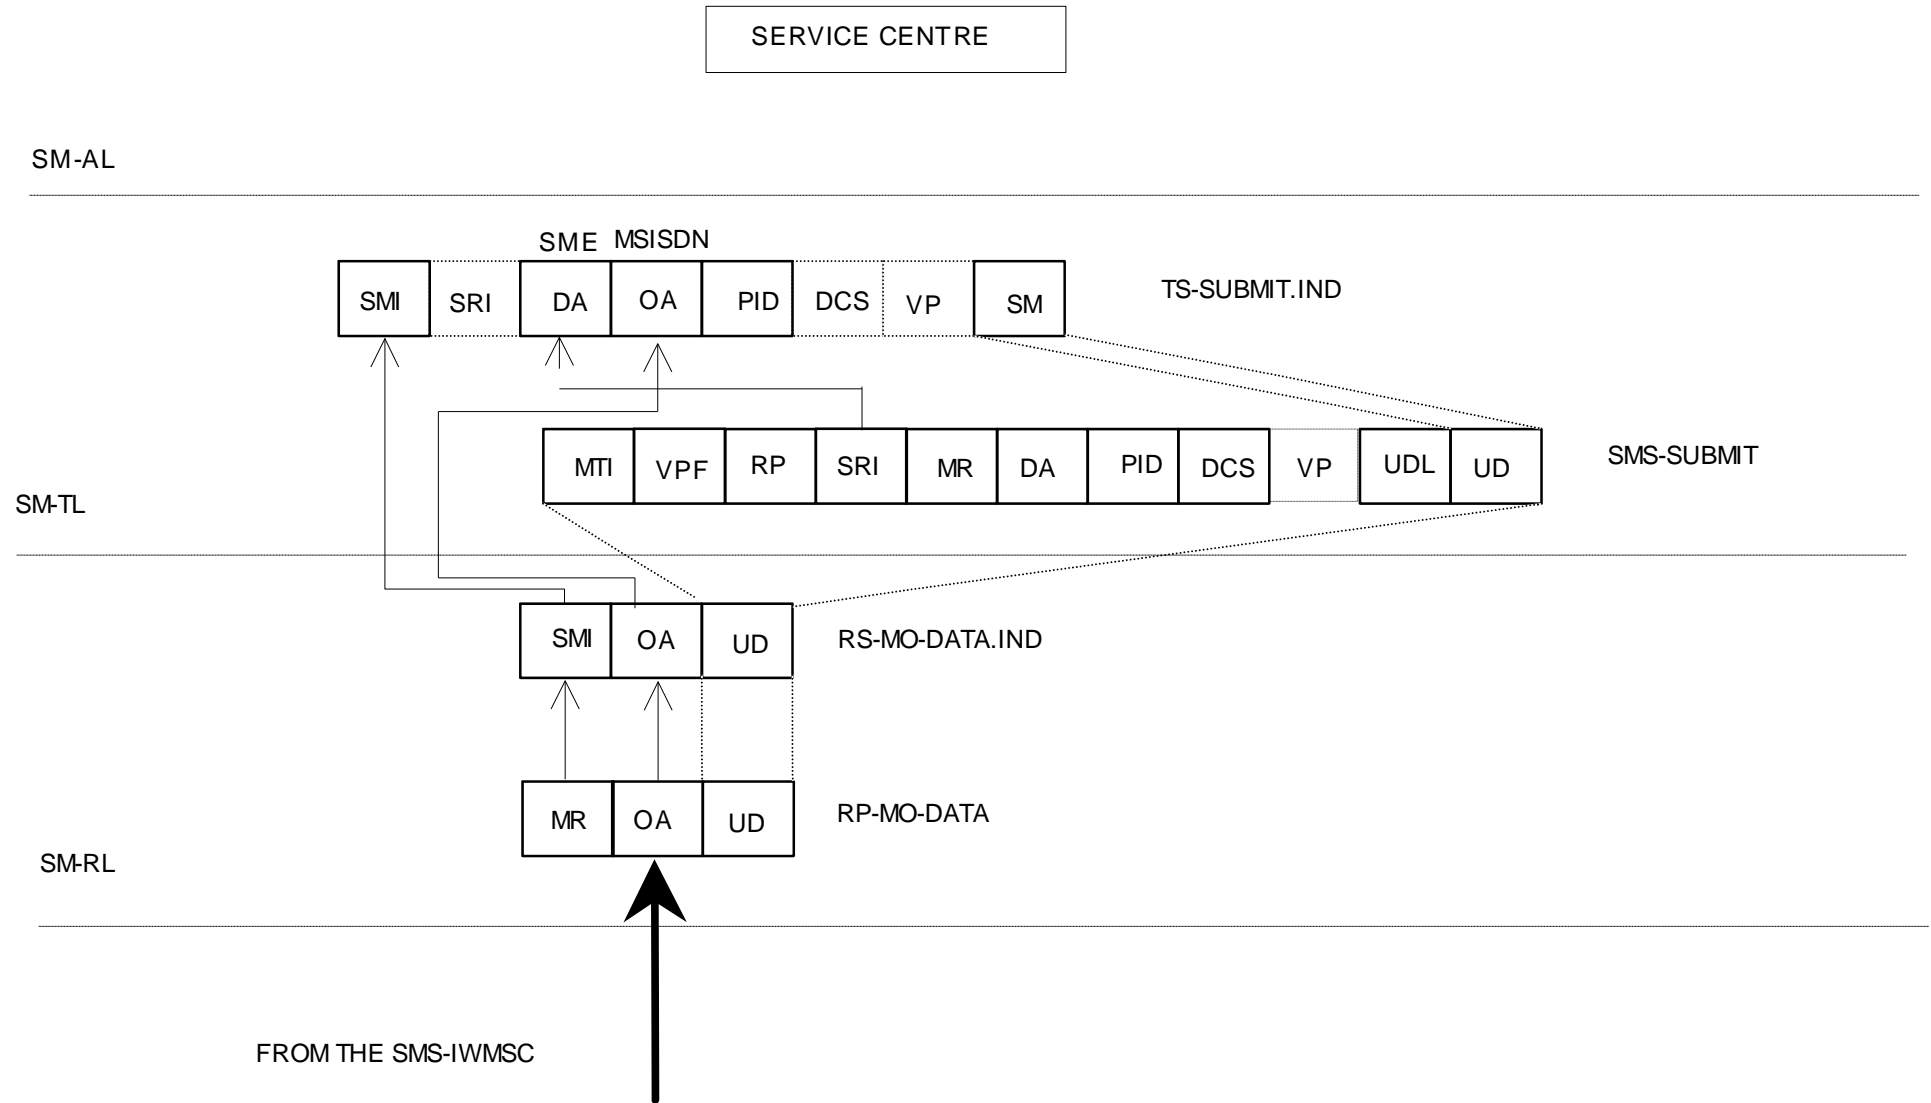 SERVICE CENTRE
SM-AL
SME MSISDN
SMI SRI DA OA PID DCS VP SM TS-SUBMIT.IND
MTI VPF RP SRI MR DA PID DCS VP UDL UD SMS-SUBMIT
SM-TL
SMI OA UD RS-MO-DATA.IND
MR OA UD RP-MO-DATA
SM-RL
FROM THE SMS-IWMSC